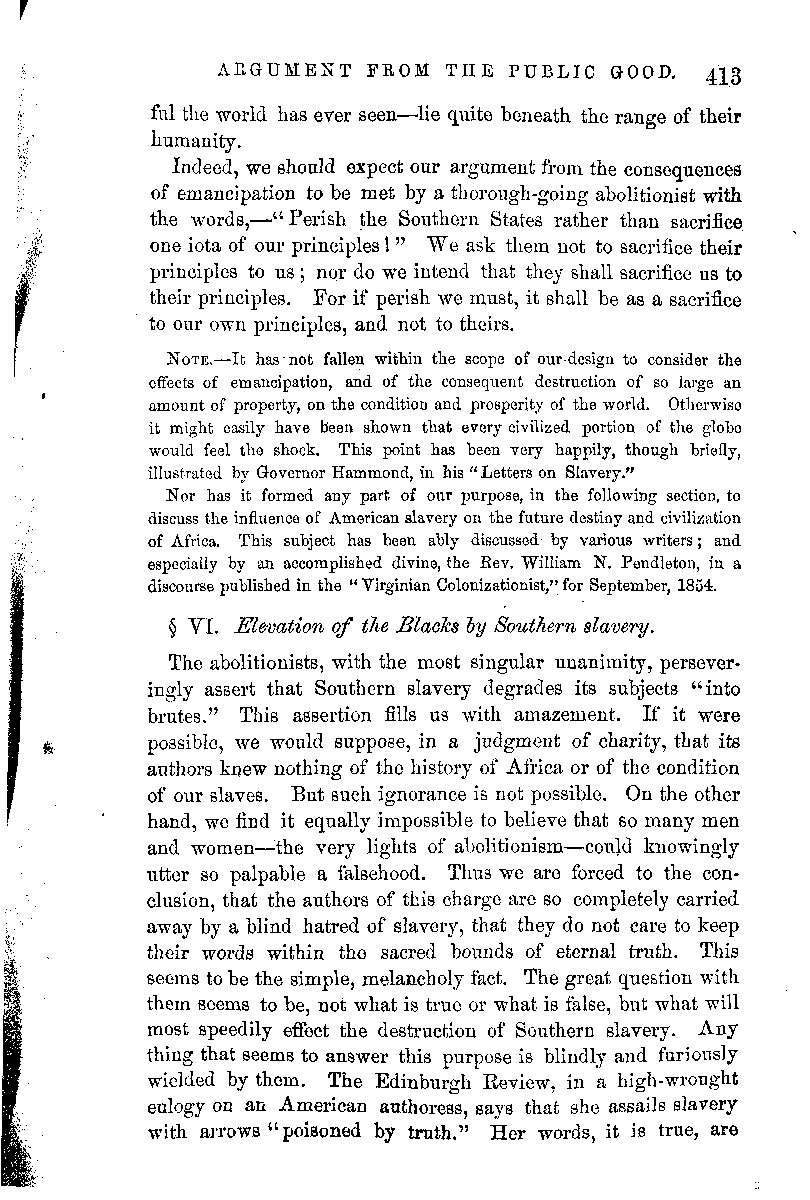 ARGUMENT FROM THE PUBLIC GOOD. 413
ful the world has ever seen—lie quite beneath the range of their
humanity.
Indeed, we should expect our argument from the consequences
of emancipation to be met by a thorough-going abolitionist with
the words,—“Perish the Southern States rather than sacrifice
one iota of our principles!” We ask them not to sacrifice their
principles to us; nor do we intend that they shall sacrifice us to
their principles. For if perish we must, it shall be as a sacrifice
to our own principles, and not to theirs.
NOTE.—It has not fallen within the scope of our design to consider the
effects of emancipation, and of the consequent destruction of so large an
amount of property, on the condition and prosperity of the world. Otherwise
it might easily have been shown that every civilized portion of the globe
would feel the shock. This point has been very happily, though briefly,
illustrated by Governor Hammond, in his “Letters on Slavery.”
Nor has it formed any part of our purpose, in the following section, to
discuss the influence of American slavery on the future destiny and civilization
of Africa. This subject has been ably discussed by various writers; and
especially by an accomplished divine, the Rev. William N. Pendleton, in a
discourse published in the “Virginian Colonizationist,” for September, 1854.
§ VI. Elevation of the Blacks by Southern slavery.
The abolitionists, with the most singular unanimity, persever-
ingly assert that Southern slavery degrades its subjects “into
brutes.” This assertion fills us with amazement. If it were
possible, we would suppose, in a judgment of charity, that its
authors knew nothing of the history of Africa or of the condition
of our slaves. But such ignorance is not possible. On the other
hand, we find it equally impossible to believe that so many men
and women—the very lights of abolitionism—could knowingly
utter so palpable a falsehood. Thus we are forced to the con-
clusion, that the authors of this charge are so completely carried
away by a blind hatred of slavery, that they do not care to keep
their words within the sacred bounds of eternal truth. This
seems to be the simple, melancholy fact. The great question with
them seems to be, not what is true or what is false, but what will
most speedily effect the destruction of Southern slavery. Any
thing that seems to answer this purpose is blindly and furiously
wielded by them. The Edinburgh Review, in a high-wrought
eulogy on an American authoress, says that she assails slavery
with arrows “poisoned by truth.” Her words, it is true, are